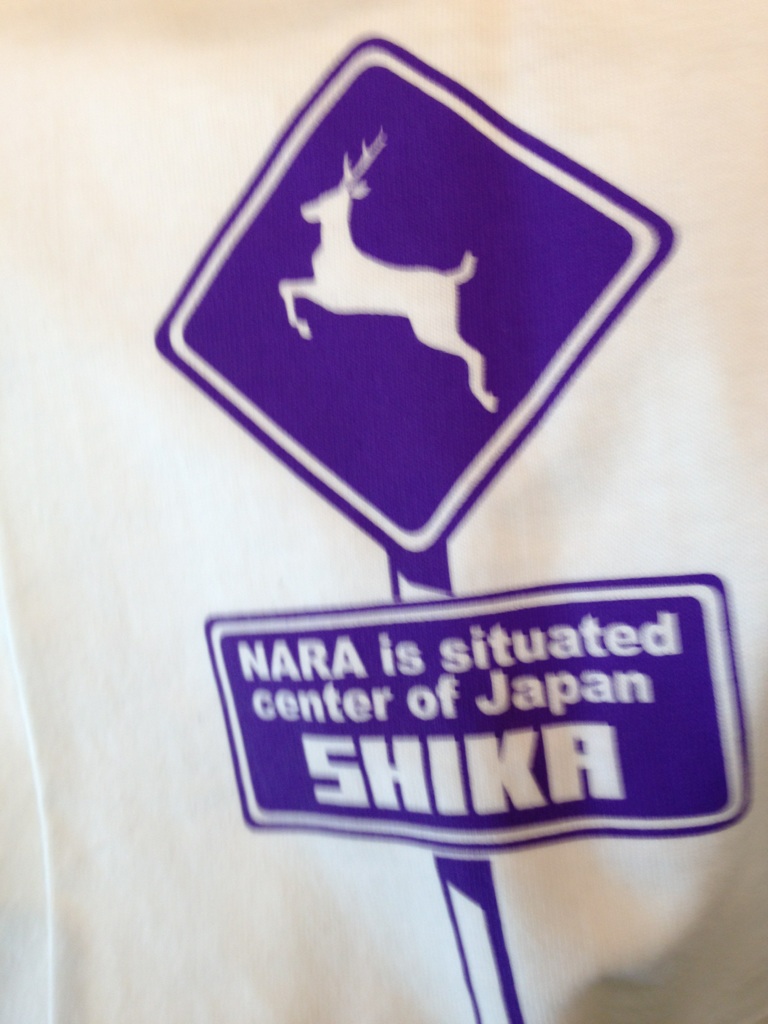 NARA is situated
center of Japan
SHIKA